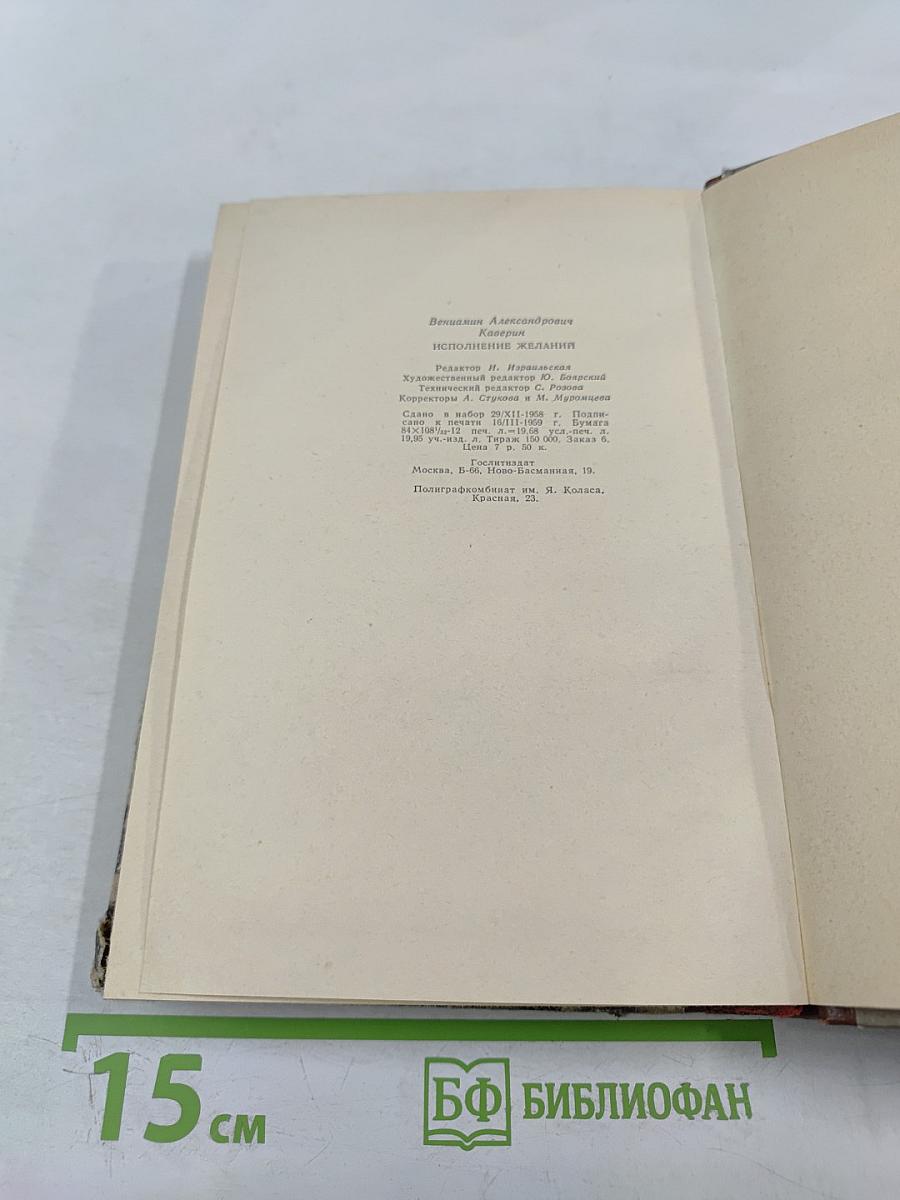 Вениамин Александрович
Каверин
ИСПОЛНЕНИЕ ЖЕЛАНИЙ
Редактор И. Израильская
Художественный редактор Ю. Боярский
Технический редактор С. Розова
Корректоры А. Стукова и М. Муромцева
Сдано в набор 29/XII-1958 г. Подпи-
сано к печати 16/III-1959 г. Бумага
84×108¹/₃₂-12 печ. л.=19,68 усл.-печ. л.
19,95 уч.-изд. л. Тираж 150 000. Заказ 6.
Цена 7 р. 50 к.
Гослитиздат
Москва, Б-66, Ново-Басманная, 19.
Полиграфкомбинат им. Я. Коласа,
Красная, 23.
15 см
БФ БИБЛИОФАН